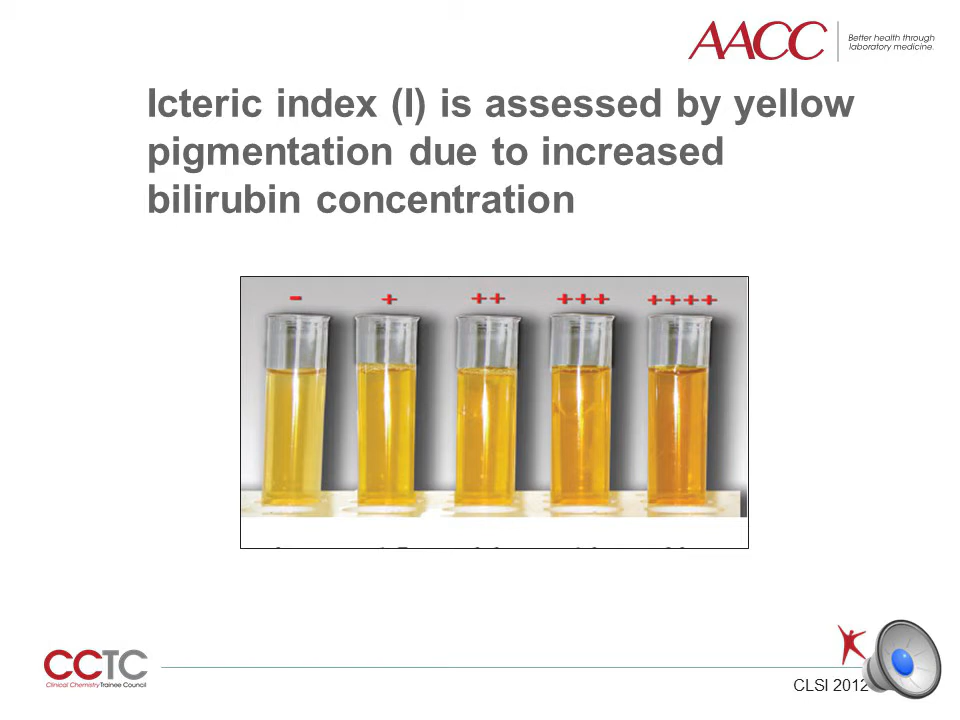 AACC
Better health through
laboratory medicine.
Icteric index (I) is assessed by yellow
pigmentation due to increased
bilirubin concentration
- + ++ +++ ++++
CCTC
Clinical Chemistry Trainee Council
CLSI 2012